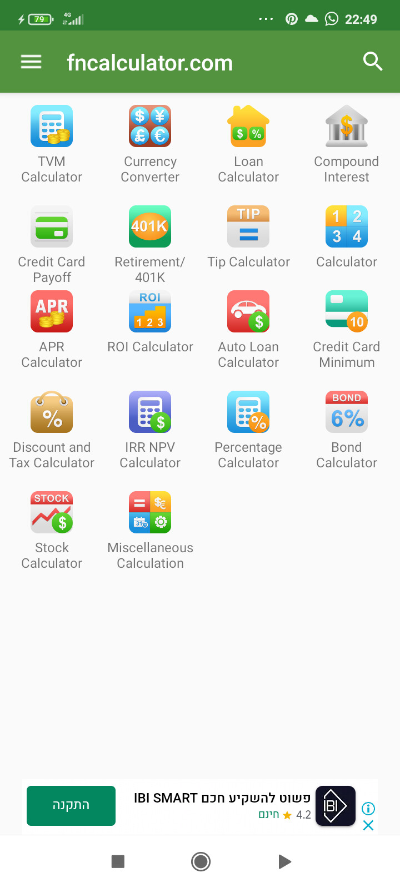 79
4G
22:49
fncalculator.com
TVM
Calculator
Currency
Converter
Loan
Calculator
Compound
Interest
Credit Card
Payoff
401K
Retirement/
401K
TIP
Tip Calculator
1 2
3 4
Calculator
APR
APR
Calculator
ROI
1 2 3
ROI Calculator
Auto Loan
Calculator
10
Credit Card
Minimum
%
Discount and
Tax Calculator
IRR NPV
Calculator
%
Percentage
Calculator
BOND
6%
Bond
Calculator
STOCK
$
Stock
Calculator
Miscellaneous
Calculation
התקנה
פשוט להשקיע חכם IBI SMART
4.2 ★ חינם
IBI